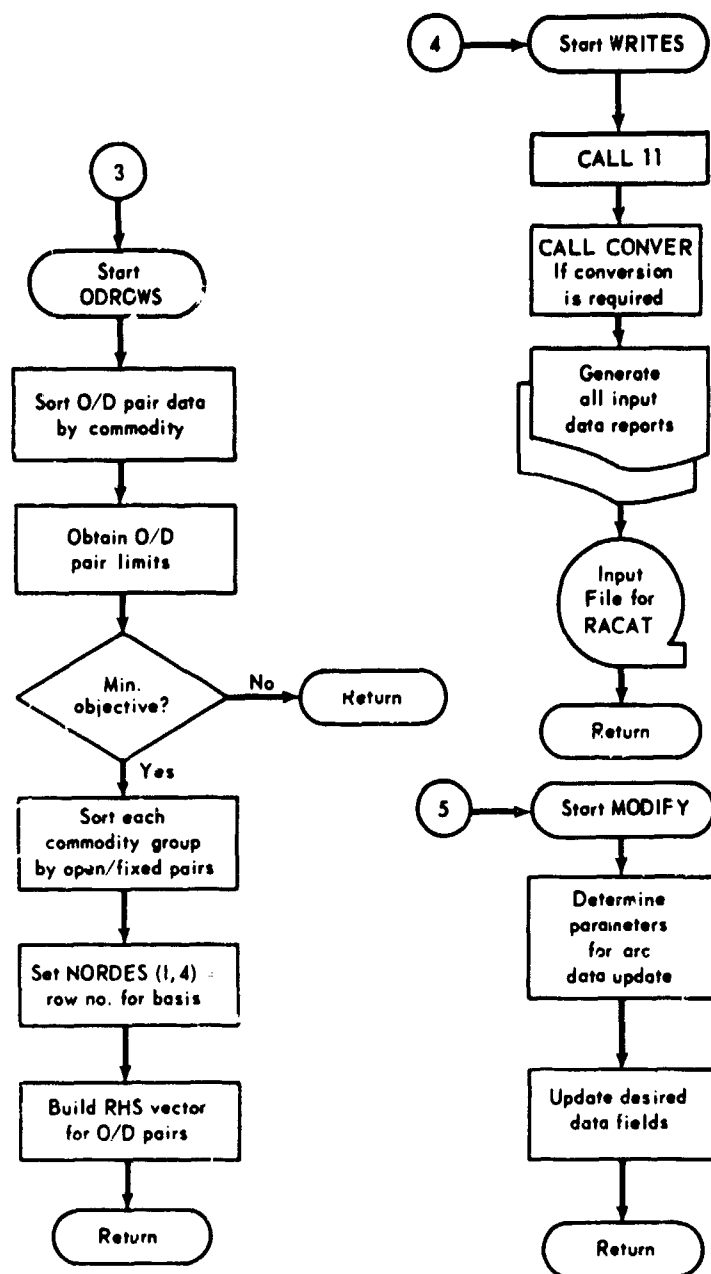 3
Start
ODROWS
Sort O/D pair data
by commodity
Obtain O/D
pair limits
Min.
objective?
No
Return
Yes
Sort each
commodity group
by open/fixed pairs
Set NORDES (I, 4) =
row no. for basis
Build RHS vector
for O/D pairs
Return
4
Start WRITES
CALL 11
CALL CONVER
If conversion
is required
Generate
all input
data reports
Input
File for
RACAT
Return
5
Start MODIFY
Determine
parameters
for arc
data update
Update desired
data fields
Return